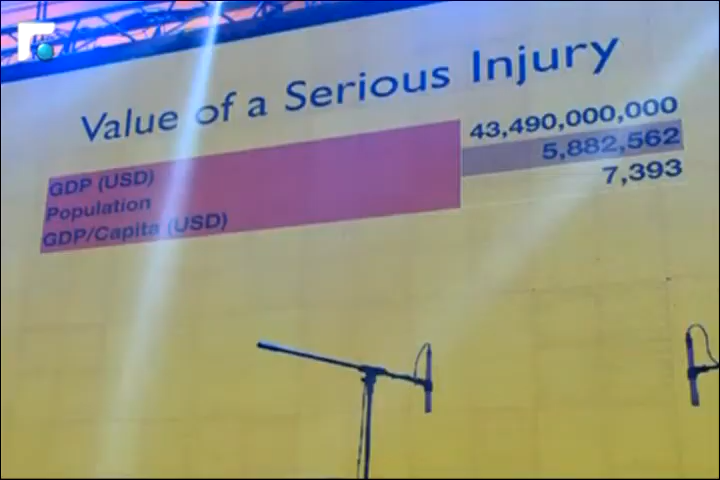 Value of a Serious Injury
GDP (USD) 43,490,000,000
Population 5,882,562
GDP/Capita (USD) 7,393